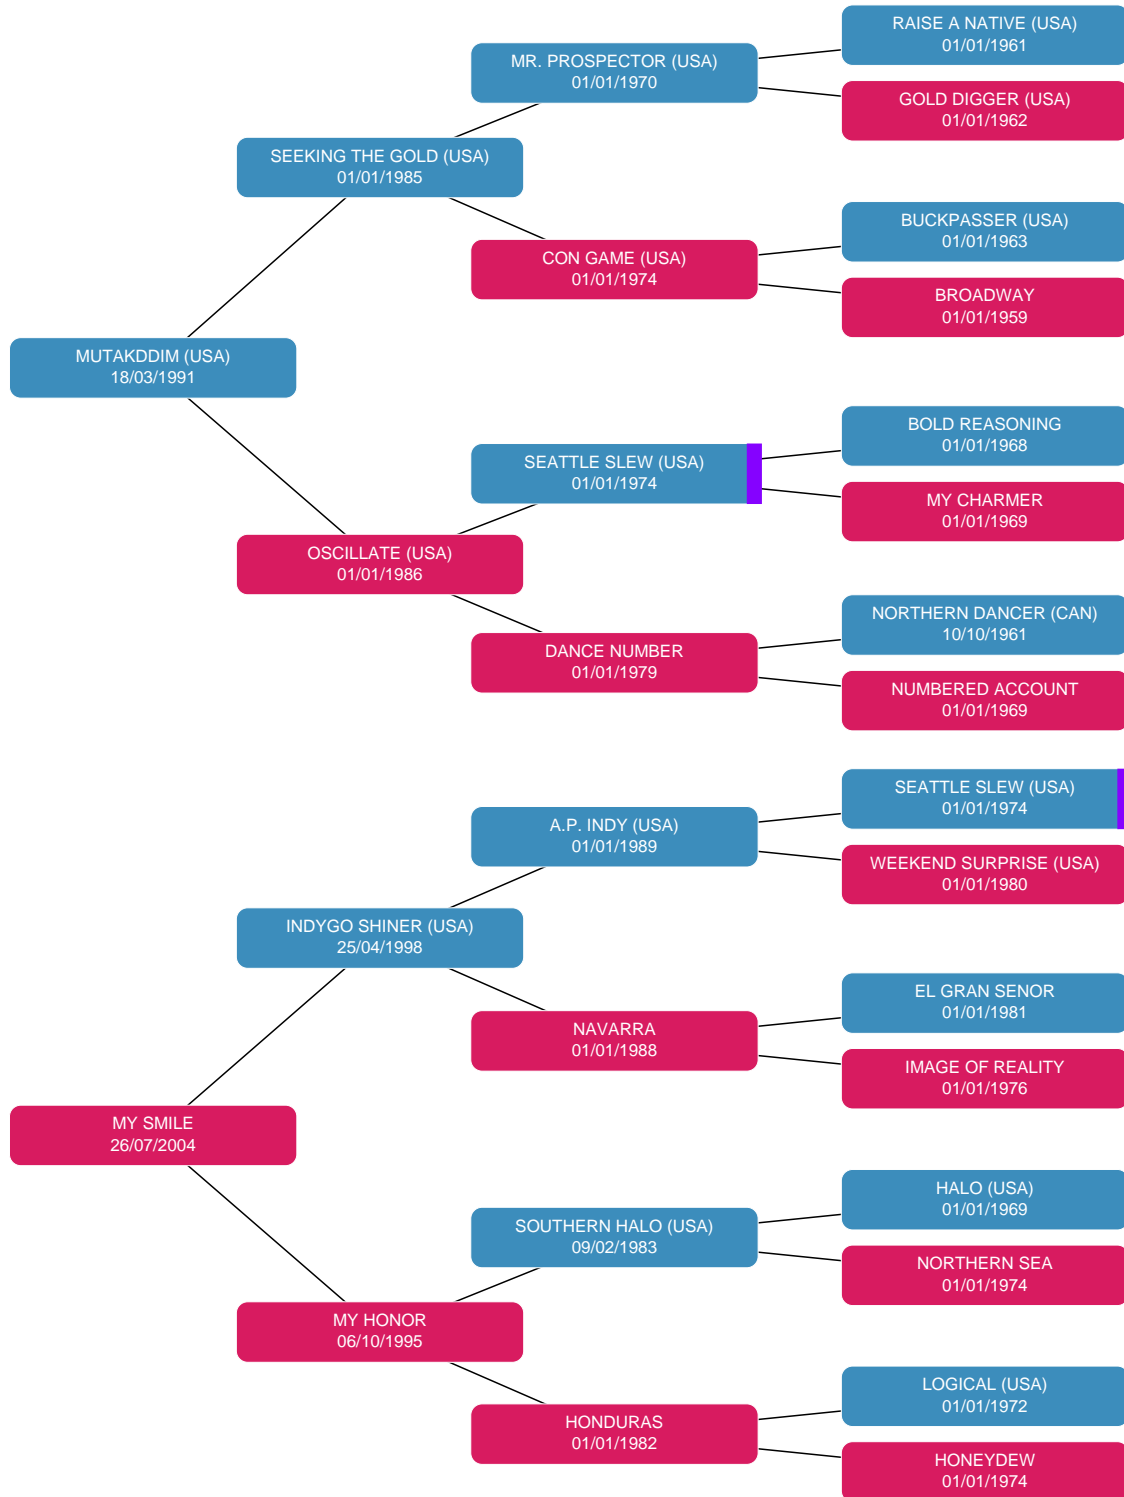 RAISE A NATIVE (USA)
01/01/1961
MR. PROSPECTOR (USA)
01/01/1970
GOLD DIGGER (USA)
01/01/1962
SEEKING THE GOLD (USA)
01/01/1985
BUCKPASSER (USA)
01/01/1963
CON GAME (USA)
01/01/1974
BROADWAY
01/01/1959
MUTAKDDIM (USA)
18/03/1991
BOLD REASONING
01/01/1968
SEATTLE SLEW (USA)
01/01/1974
MY CHARMER
01/01/1969
OSCILLATE (USA)
01/01/1986
NORTHERN DANCER (CAN)
10/10/1961
DANCE NUMBER
01/01/1979
NUMBERED ACCOUNT
01/01/1969
SEATTLE SLEW (USA)
01/01/1974
A.P. INDY (USA)
01/01/1989
WEEKEND SURPRISE (USA)
01/01/1980
INDYGO SHINER (USA)
25/04/1998
EL GRAN SENOR
01/01/1981
NAVARRA
01/01/1988
IMAGE OF REALITY
01/01/1976
MY SMILE
26/07/2004
HALO (USA)
01/01/1969
SOUTHERN HALO (USA)
09/02/1983
NORTHERN SEA
01/01/1974
MY HONOR
06/10/1995
LOGICAL (USA)
01/01/1972
HONDURAS
01/01/1982
HONEYDEW
01/01/1974